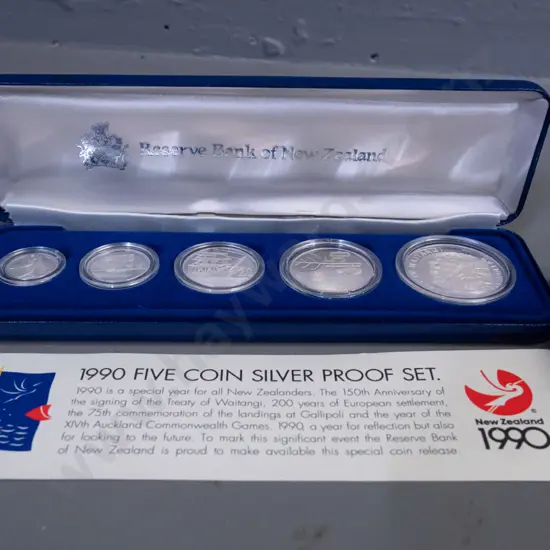 Reserve Bank of New Zealand
1990 FIVE COIN SILVER PROOF SET.
1990 is a special year for all New Zealanders. The 150th Anniversary of
the signing of the Treaty of Waitangi, 200 years of European settlement,
the 75th commemoration of the landings at Gallipoli and the year of the
XIVth Auckland Commonwealth Games. 1990, a year for reflection but also
for looking to the future. To mark this significant event the Reserve Bank
of New Zealand is proud to make available this special coin release
New Zealand
1990